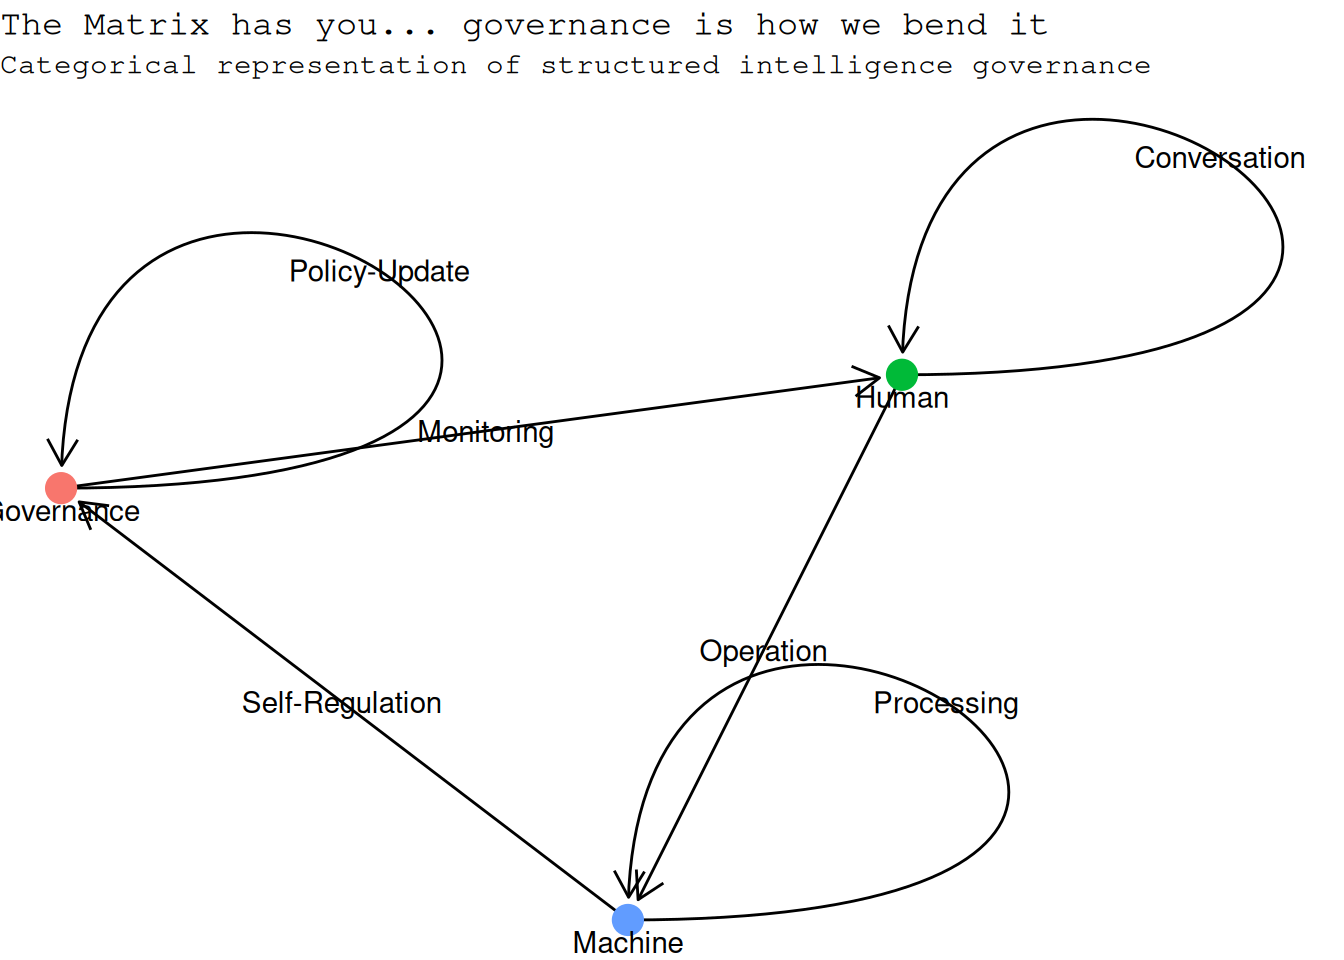 The Matrix has you... governance is how we bend it
Categorical representation of structured intelligence governance
Conversation
Policy-Update
Human
Monitoring
Governance
Operation
Self-Regulation
Processing
Machine